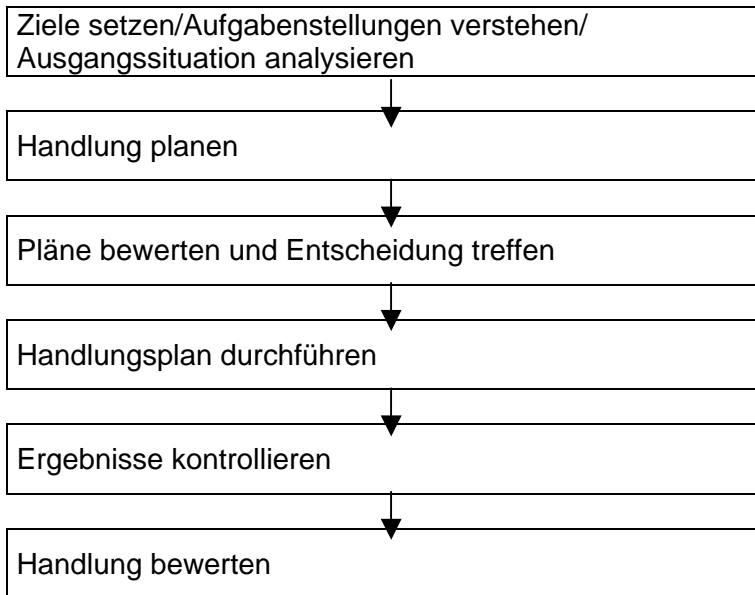 Ziele setzen/Aufgabenstellungen verstehen/
Ausgangssituation analysieren
Handlung planen
Pläne bewerten und Entscheidung treffen
Handlungsplan durchführen
Ergebnisse kontrollieren
Handlung bewerten